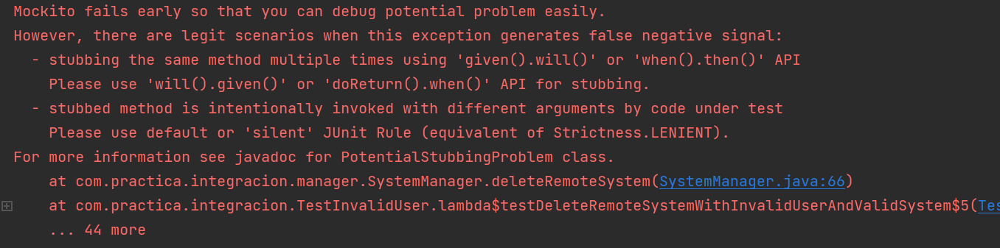 Mockito fails early so that you can debug potential problem easily.
However, there are legit scenarios when this exception generates false negative signal:
- stubbing the same method multiple times using 'given().will()' or 'when().then()' API
Please use 'will().given()' or 'doReturn().when()' API for stubbing.
- stubbed method is intentionally invoked with different arguments by code under test
Please use default or 'silent' JUnit Rule (equivalent of Strictness.LENIENT).
For more information see javadoc for PotentialStubbingProblem class.
at com.practica.integracion.manager.SystemManager.deleteRemoteSystem(SystemManager.java:66)
at com.practica.integracion.TestInvalidUser.lambda$testDeleteRemoteSystemWithInvalidUserAndValidSystem$5(Tes
... 44 more